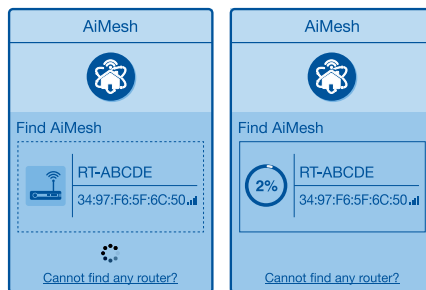 AiMesh
Find AiMesh
RT-ABCDE
34:97:F6:5F:6C:50
Cannot find any router?
AiMesh
Find AiMesh
2%
RT-ABCDE
34:97:F6:5F:6C:50
Cannot find any router?